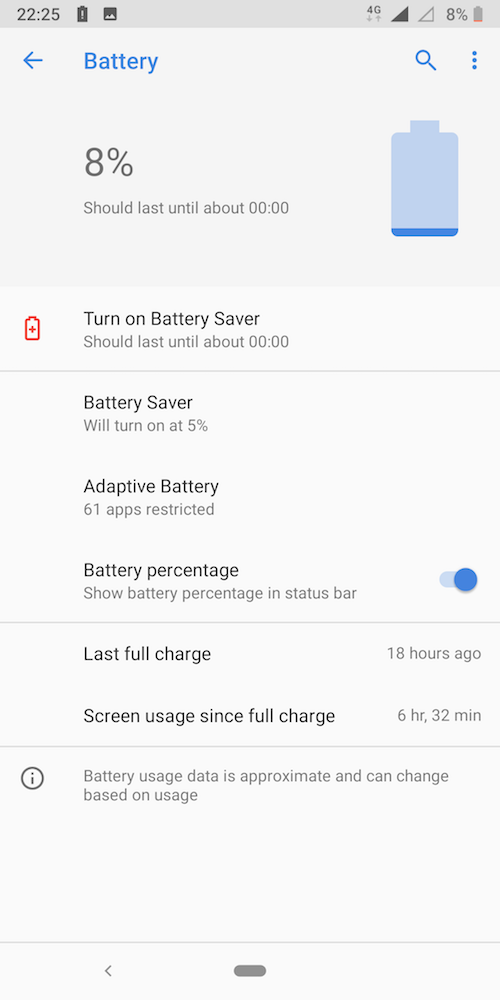 22:25 4G 8%
Battery
8%
Should last until about 00:00
Turn on Battery Saver
Should last until about 00:00
Battery Saver
Will turn on at 5%
Adaptive Battery
61 apps restricted
Battery percentage
Show battery percentage in status bar
Last full charge 18 hours ago
Screen usage since full charge 6 hr, 32 min
Battery usage data is approximate and can change
based on usage